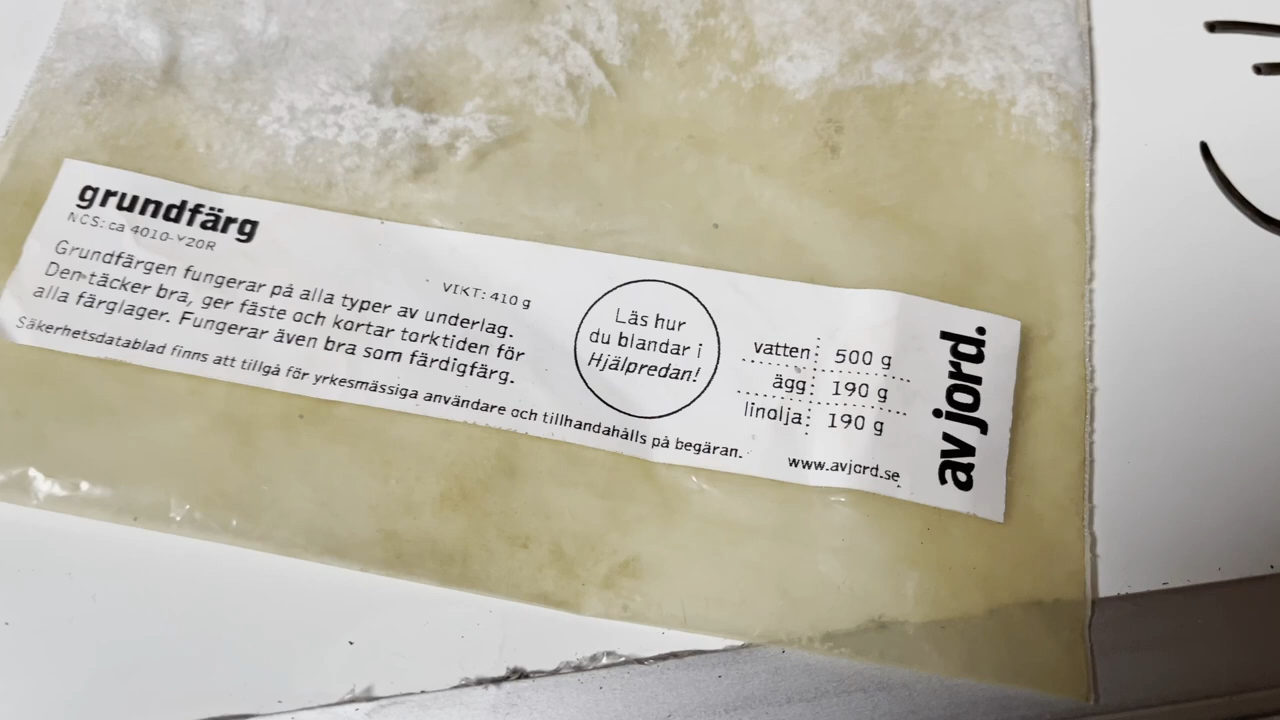 grundfärg
NCS: ca 4010-Y20R
VIKT: 410 g
Grundfärgen fungerar på alla typer av underlag.
Den täcker bra, ger fäste och kortar torktiden för
alla färglager. Fungerar även bra som färdigfärg.
Säkerhetsdatablad finns att tillgå för yrkesmässiga användare och tillhandahålls på begäran.
Läs hur
du blandar i
Hjälpredan!
vatten: 500 g
ägg: 190 g
linolja: 190 g
www.avjord.se
av jord.